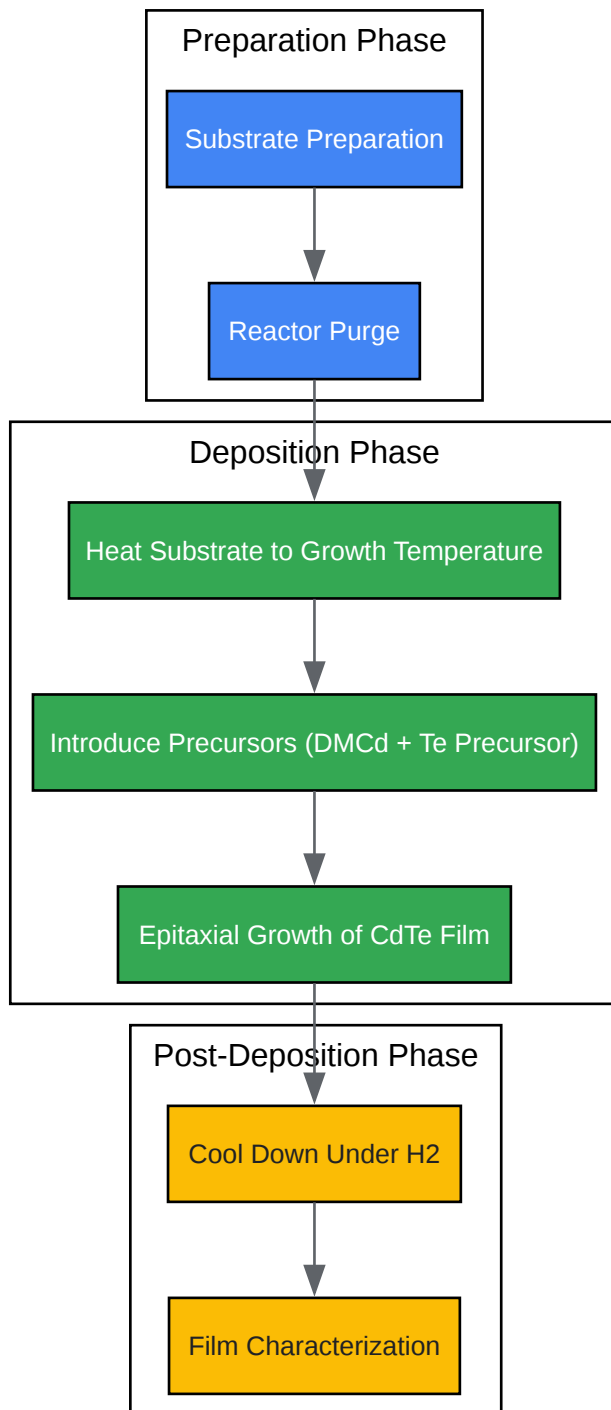 Preparation Phase
Substrate Preparation
Reactor Purge
Deposition Phase
Heat Substrate to Growth Temperature
Introduce Precursors (DMCd + Te Precursor)
Epitaxial Growth of CdTe Film
Post-Deposition Phase
Cool Down Under H2
Film Characterization